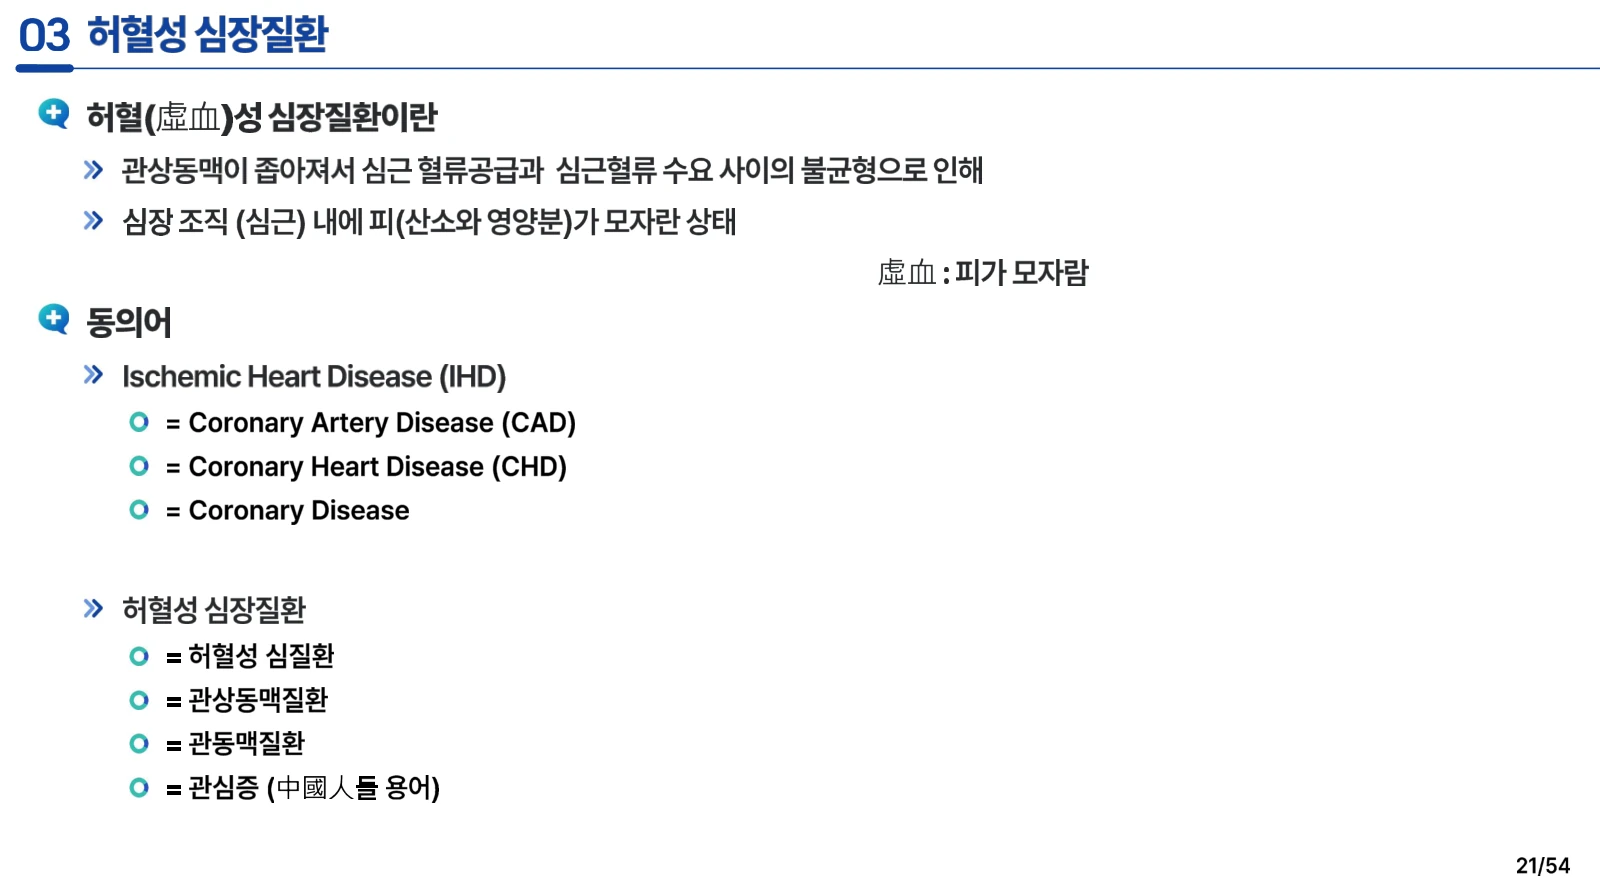 03 허혈성 심장질환
허혈(虛血)성 심장질환이란
관상동맥이 좁아져서 심근 혈류공급과 심근혈류 수요 사이의 불균형으로 인해
심장 조직 (심근) 내에 피(산소와 영양분)가 모자란 상태
虛血 : 피가 모자람
동의어
Ischemic Heart Disease (IHD)
= Coronary Artery Disease (CAD)
= Coronary Heart Disease (CHD)
= Coronary Disease
허혈성 심장질환
= 허혈성 심질환
= 관상동맥질환
= 관동맥질환
= 관심증 (中國人들 용어)
21/54